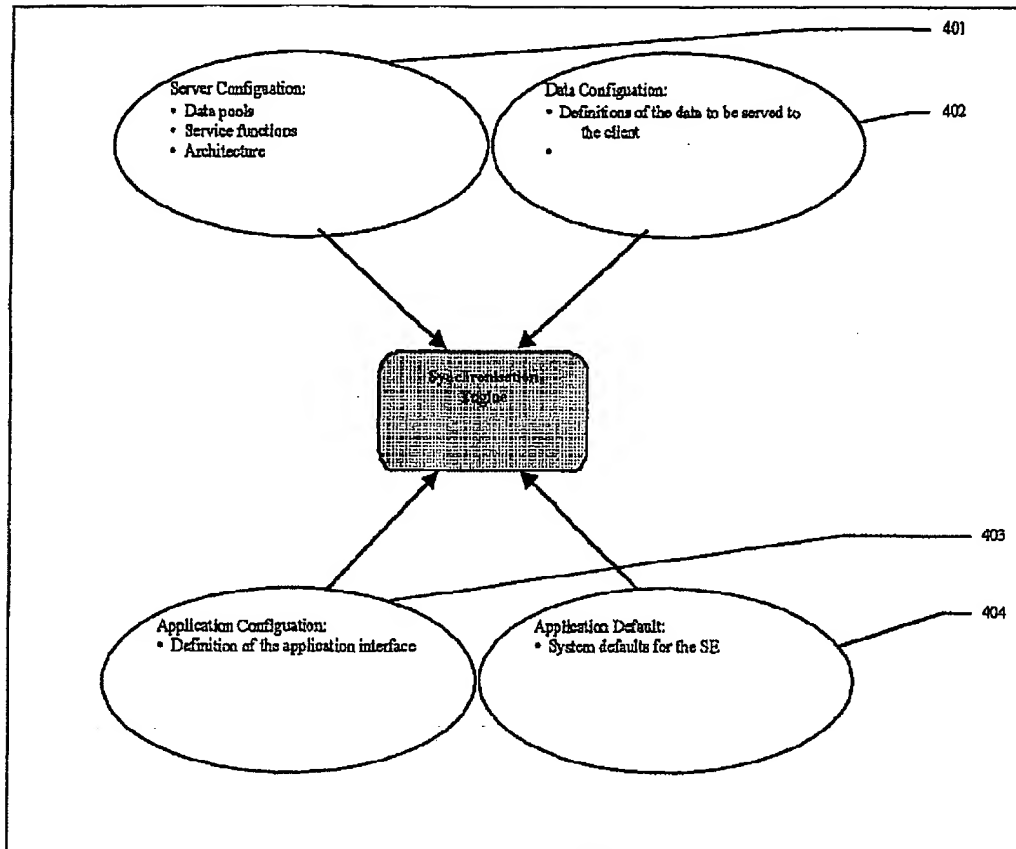 401
Server Configuation:
• Data pools
• Service functions
• Architecture
Data Configuation:
• Definitions of the data to be served to
the client
•
402
Synchronisation
Engine
403
Application Configuation:
• Definition of the application interface
Application Default:
• System defaults for the SE
404